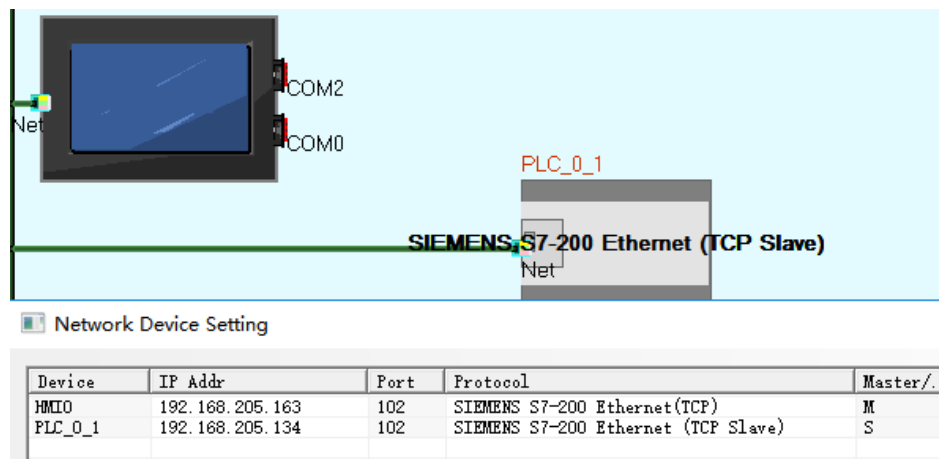 COM2
Net
COM0
PLC_0_1
SIEMENS S7-200 Ethernet (TCP Slave)
Net
Network Device Setting
Device IP Addr Port Protocol Master/.
HMI0 192.168.205.163 102 SIEMENS S7-200 Ethernet(TCP) M
PLC_0_1 192.168.205.134 102 SIEMENS S7-200 Ethernet (TCP Slave) S